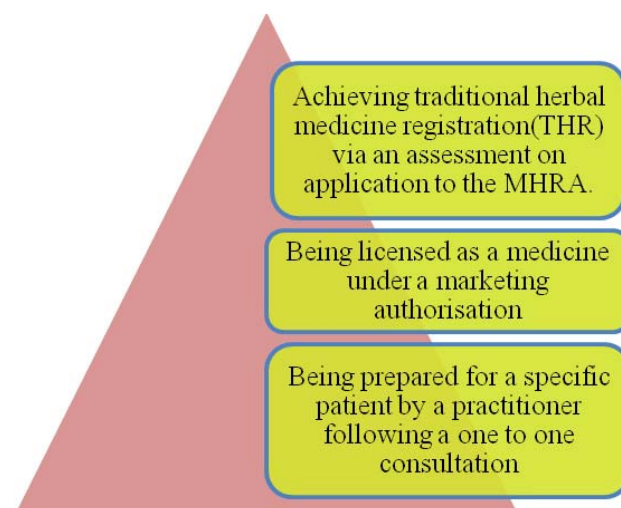 Achieving traditional herbal
medicine registration(THR)
via an assessment on
application to the MHRA.
Being licensed as a medicine
under a marketing
authorisation
Being prepared for a specific
patient by a practitioner
following a one to one
consultation